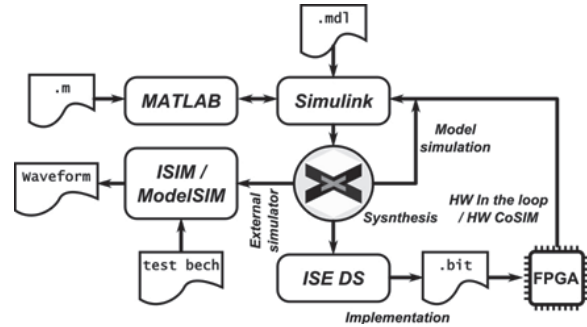 .mdl
.m
MATLAB
Simulink
Model
simulation
Waveform
ISIM /
ModelSIM
External
simulator
Sysnthesis
HW In the loop
/ HW CoSIM
test bech
ISE DS
.bit
FPGA
Implementation